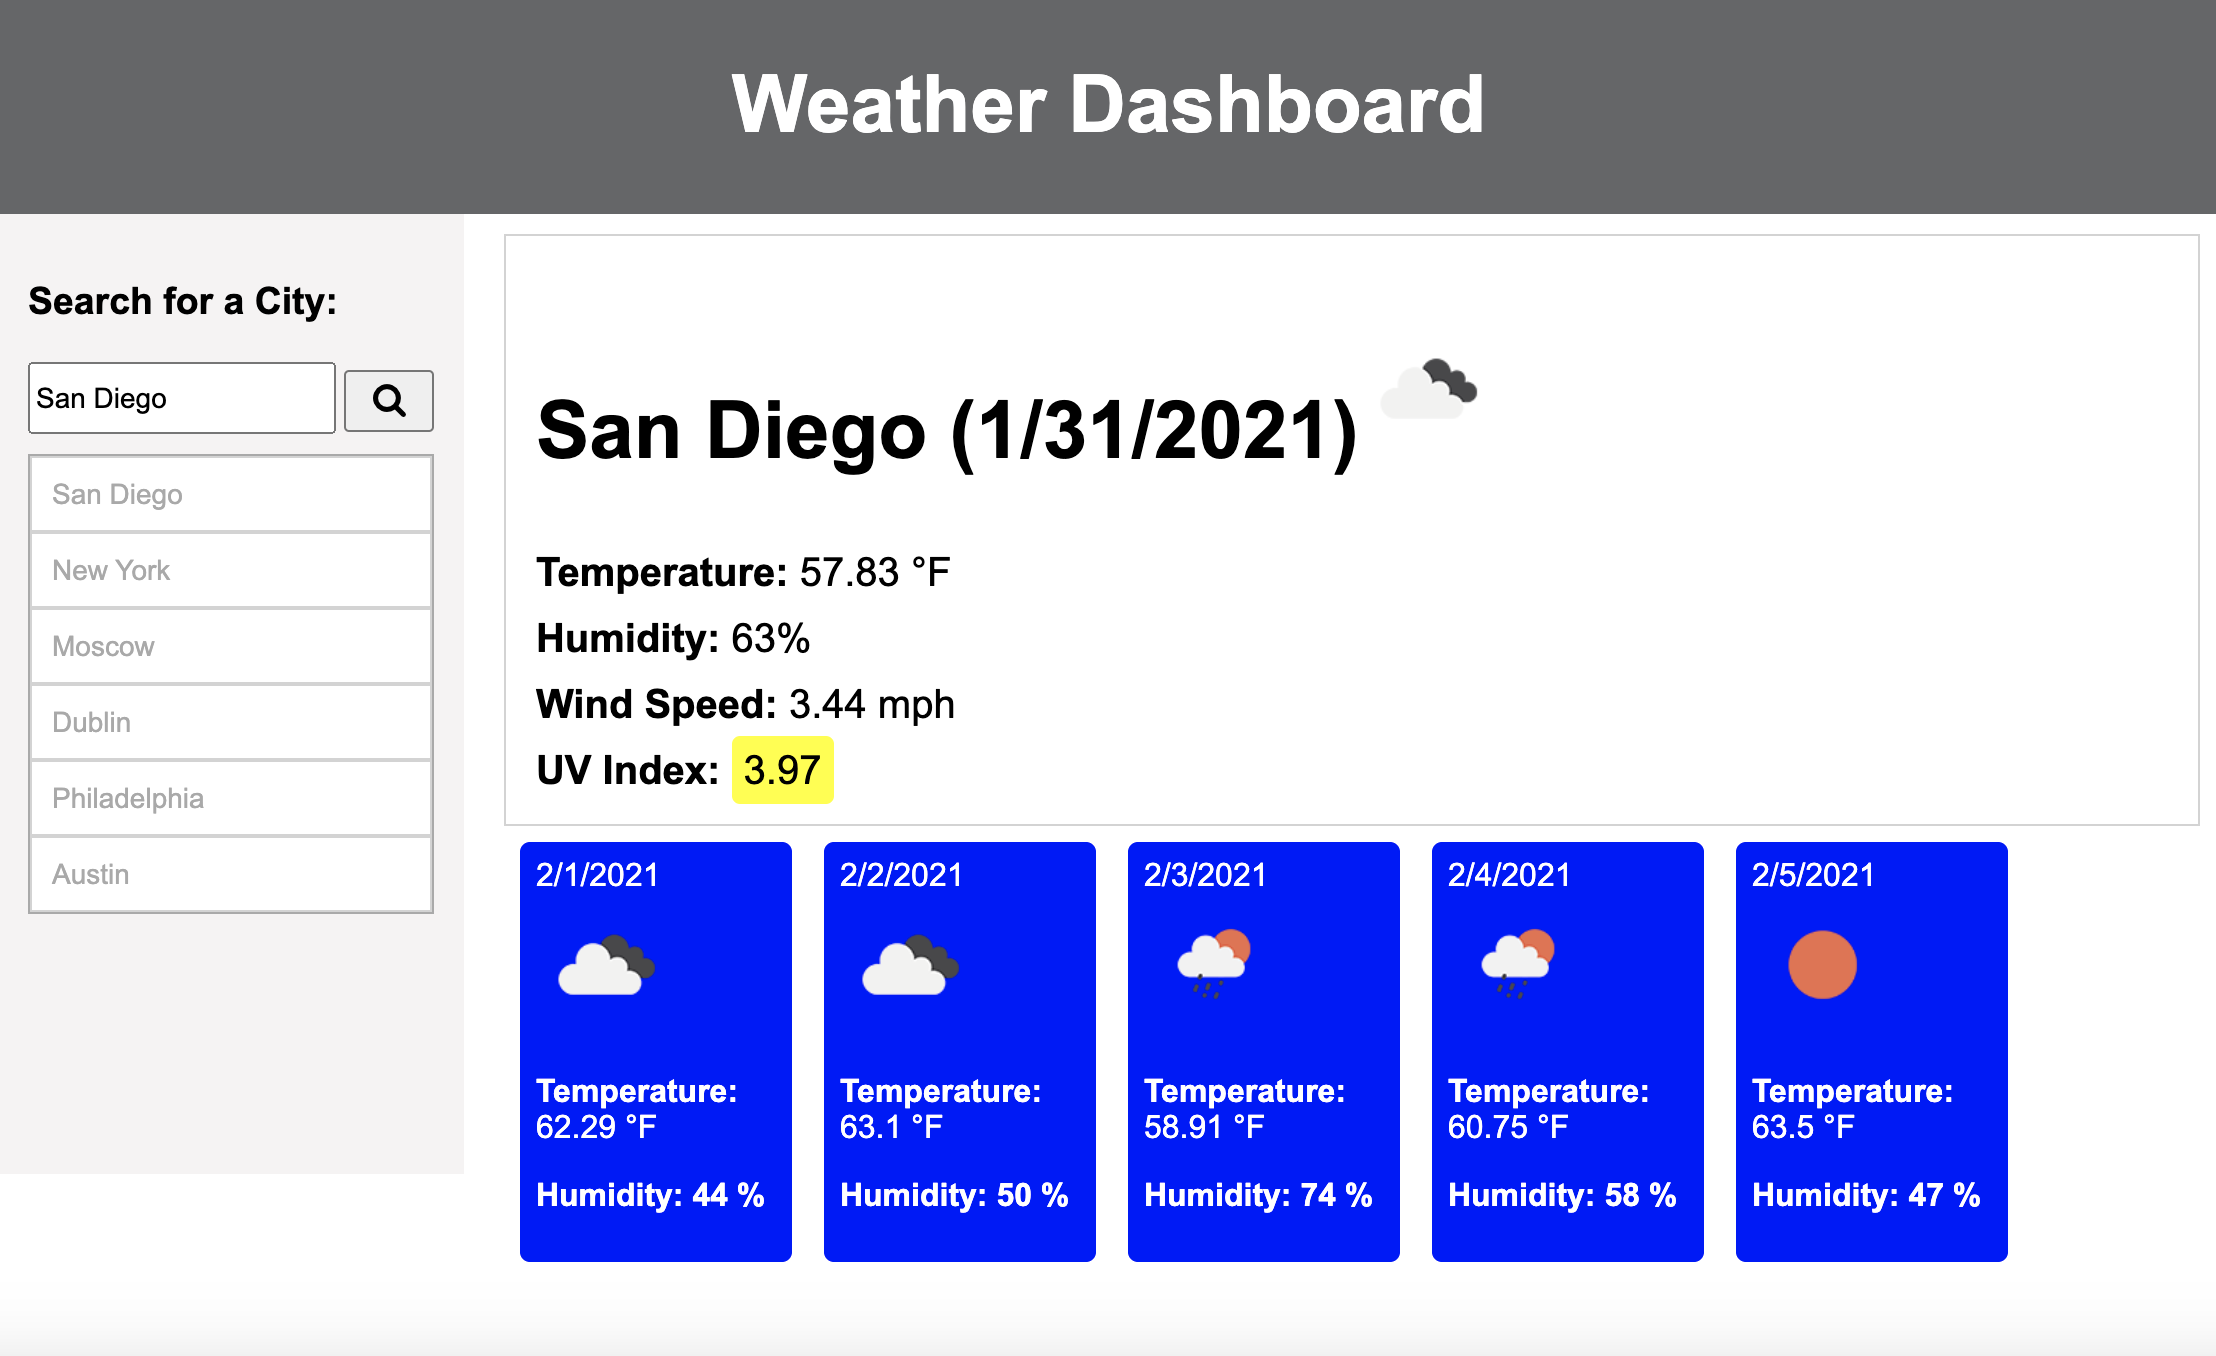 Weather Dashboard
Search for a City:
San Diego
San Diego
New York
Moscow
Dublin
Philadelphia
Austin
San Diego (1/31/2021)
Temperature: 57.83 °F
Humidity: 63%
Wind Speed: 3.44 mph
UV Index: 3.97
2/1/2021
Temperature:
62.29 °F
Humidity: 44 %
2/2/2021
Temperature:
63.1 °F
Humidity: 50 %
2/3/2021
Temperature:
58.91 °F
Humidity: 74 %
2/4/2021
Temperature:
60.75 °F
Humidity: 58 %
2/5/2021
Temperature:
63.5 °F
Humidity: 47 %